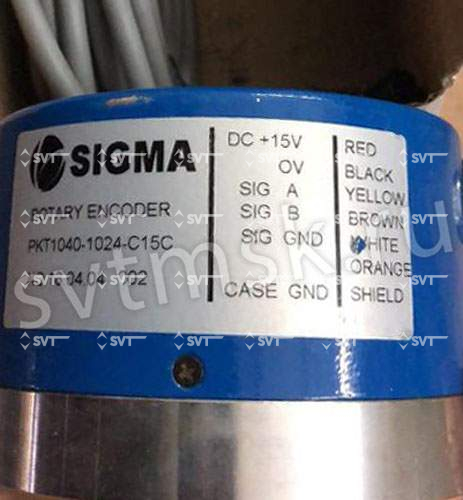 SIGMA
ROTARY ENCODER
PKT1040-1024-C15C
DC +15V RED
OV BLACK
SIG A YELLOW
SIG B BROWN
SIG GND WHITE
ORANGE
CASE GND SHIELD
SVT
svtmsk.ru